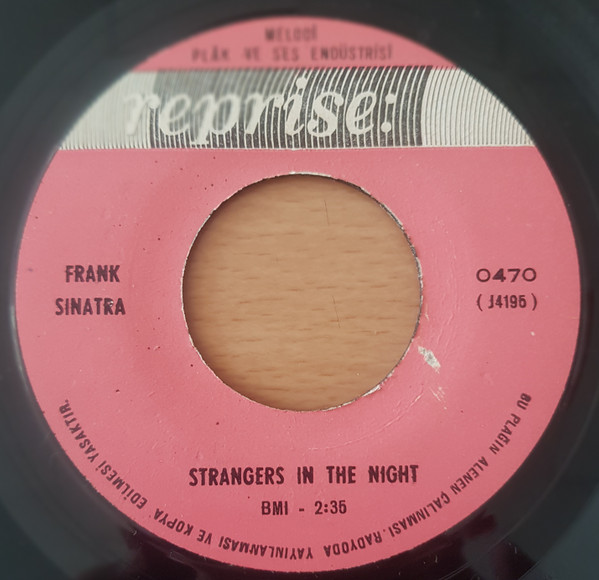 MELODİ
PLÂK VE SES ENDÜSTRİSİ
reprise:
FRANK
SINATRA
0470
( J4195 )
STRANGERS IN THE NIGHT
BMI - 2:35
BU PLAĞIN ALENEN ÇALINMASI. RADYODA YAYINLANMASI VE KOPYA EDİLMESİ YASAKTIR.